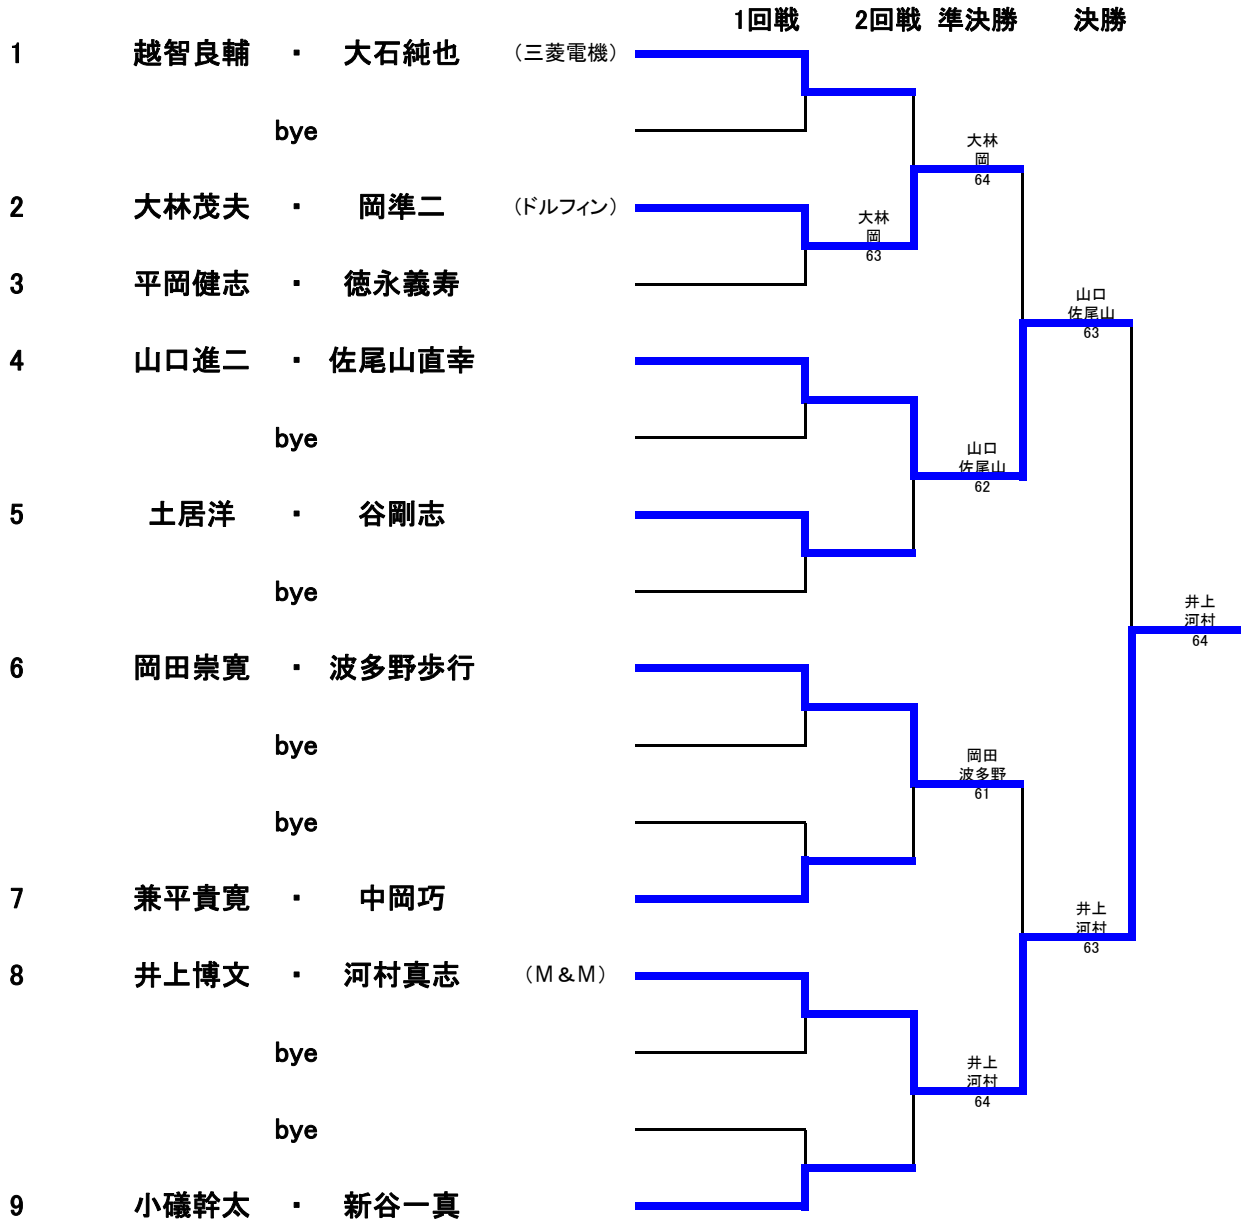 1回戦 2回戦 準決勝 決勝
1 越智良輔 ・ 大石純也 （三菱電機）
bye
大林
岡
64
2 大林茂夫 ・ 岡準二 （ドルフィン）
大林
岡
63
3 平岡健志 ・ 徳永義寿
山口
佐尾山
63
4 山口進二 ・ 佐尾山直幸
bye
山口
佐尾山
62
5 土居洋 ・ 谷剛志
bye
井上
河村
64
6 岡田崇寛 ・ 波多野歩行
bye
岡田
波多野
61
bye
7 兼平貴寛 ・ 中岡巧
井上
河村
63
8 井上博文 ・ 河村真志 （M＆M）
bye
井上
河村
64
bye
9 小礒幹太 ・ 新谷一真